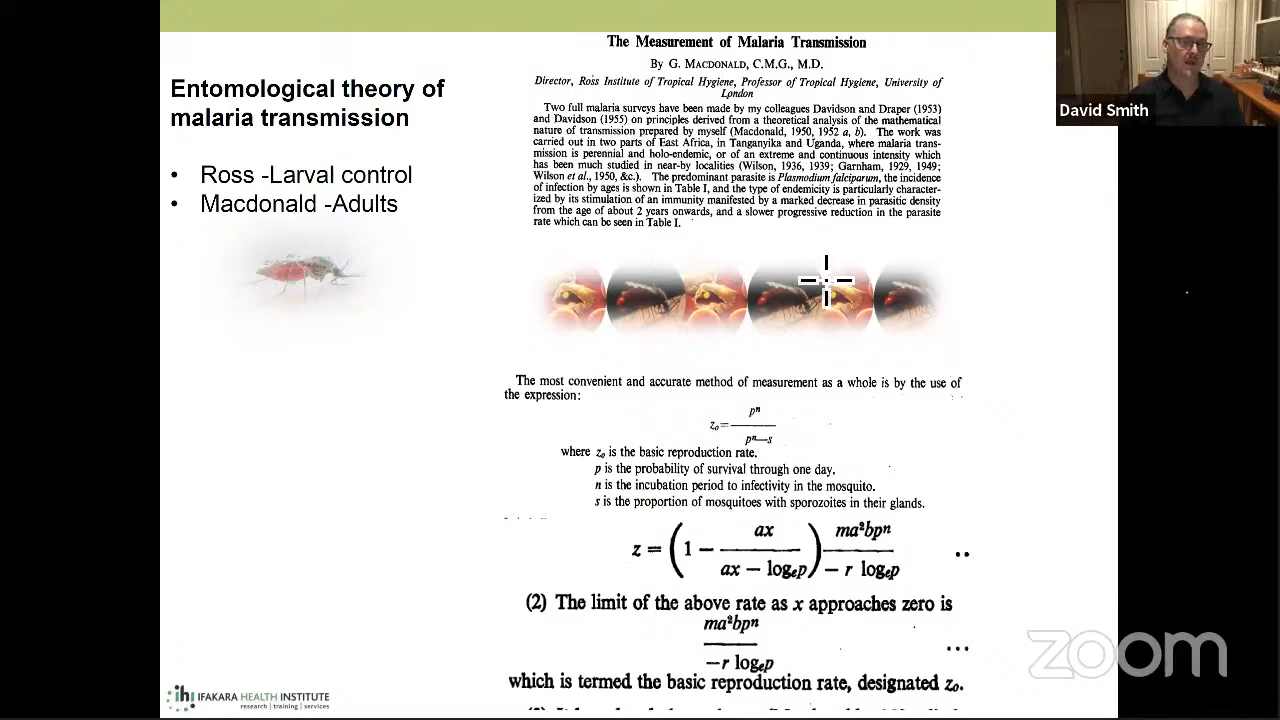 Entomological theory of
malaria transmission
• Ross -Larval control
• Macdonald -Adults
The Measurement of Malaria Transmission
By G. MACDONALD, C.M.G., M.D.
Director, Ross Institute of Tropical Hygiene, Professor of Tropical Hygiene, University of
London
Two full malaria surveys have been made by my colleagues Davidson and Draper (1953)
and Davidson (1955) on principles derived from a theoretical analysis of the mathematical
nature of transmission prepared by myself (Macdonald, 1950, 1952 a, b). The work was
carried out in two parts of East Africa, in Tanganyika and Uganda, where malaria trans-
mission is perennial and holo-endemic, or of an extreme and continuous intensity which
has been much studied in near-by localities (Wilson, 1936, 1939; Garnham, 1929, 1949;
Wilson et al., 1950, &c.). The predominant parasite is Plasmodium falciparum, the incidence
of infection by ages is shown in Table I, and the type of endemicity is particularly character-
ized by its stimulation of an immunity manifested by a marked decrease in parasitic density
from the age of about 2 years onwards, and a slower progressive reduction in the parasite
rate which can be seen in Table I.
The most convenient and accurate method of measurement as a whole is by the use of
the expression:
pⁿ
z₀=
pⁿ—s
where z₀ is the basic reproduction rate.
p is the probability of survival through one day.
n is the incubation period to infectivity in the mosquito.
s is the proportion of mosquitoes with sporozoites in their glands.
z = (1 − ax / ax − logₑp) ma²bpⁿ / − r logₑp ..
(2) The limit of the above rate as x approaches zero is
ma²bpⁿ
...
−r logₑp
which is termed the basic reproduction rate, designated z₀.
David Smith
zoom
ihi IFAKARA HEALTH INSTITUTE
research | training | services